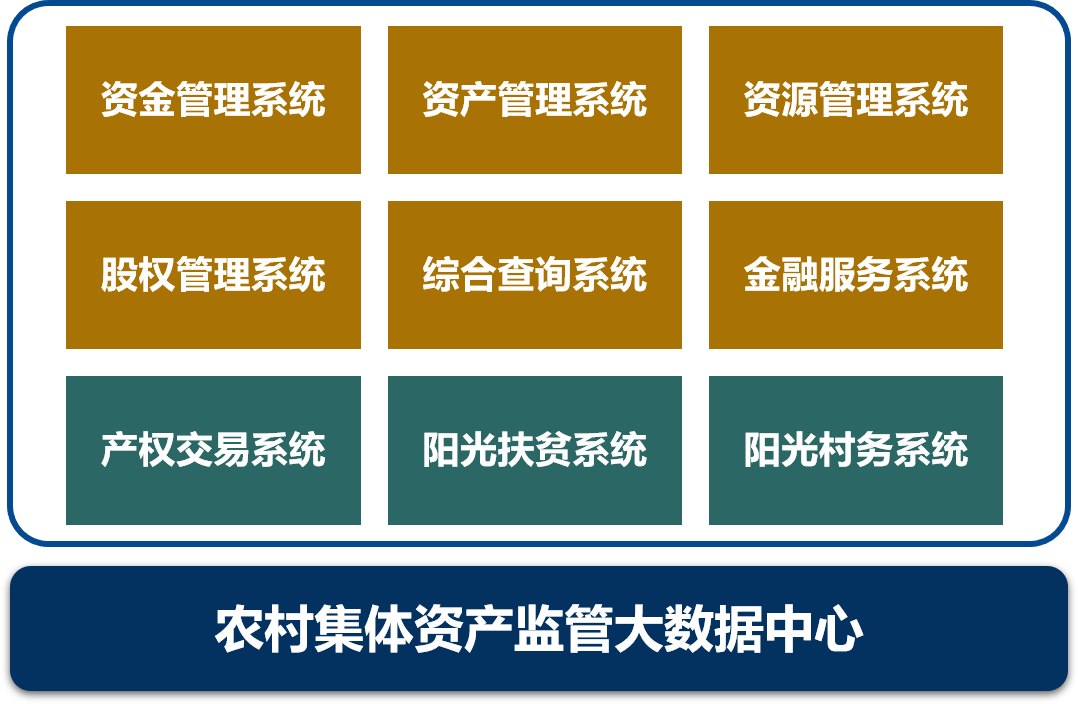 资金管理系统
资产管理系统
资源管理系统
股权管理系统
综合查询系统
金融服务系统
产权交易系统
阳光扶贫系统
阳光村务系统
农村集体资产监管大数据中心